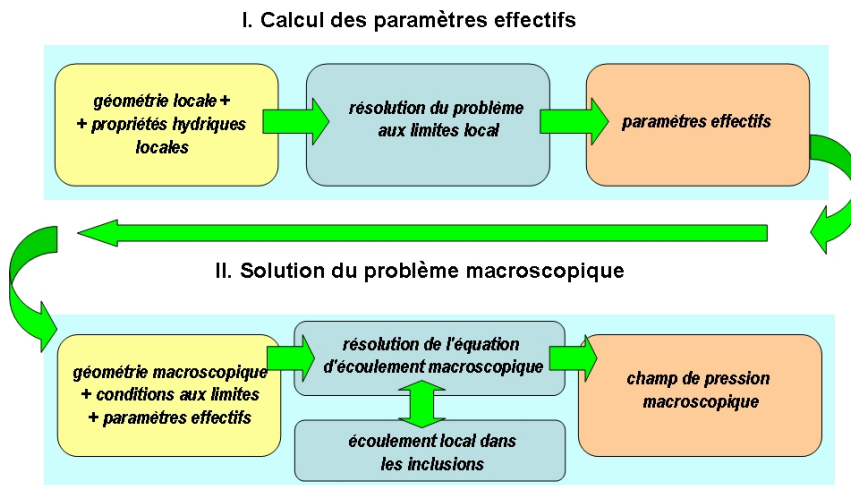 I. Calcul des paramètres effectifs
géométrie locale +
+ propriétés hydriques
locales
résolution du problème
aux limites local
paramètres effectifs
II. Solution du problème macroscopique
géométrie macroscopique
+ conditions aux limites
+ paramètres effectifs
résolution de l'équation
d'écoulement macroscopique
écoulement local dans
les inclusions
champ de pression
macroscopique